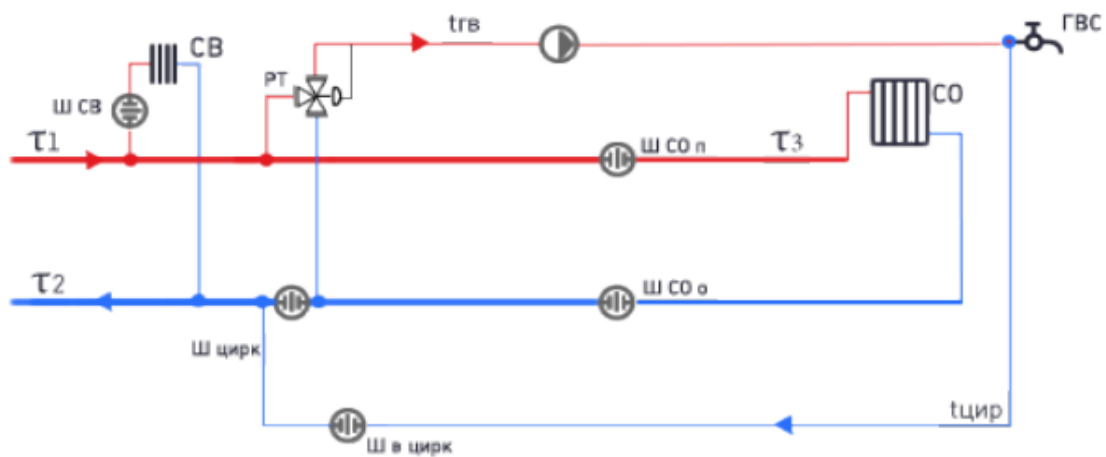 tгв
ГВС
СВ
РТ
Ш СВ
СО
τ1
Ш СО п
τ3
τ2
Ш СО о
Ш цирк
tцир
Ш в цирк